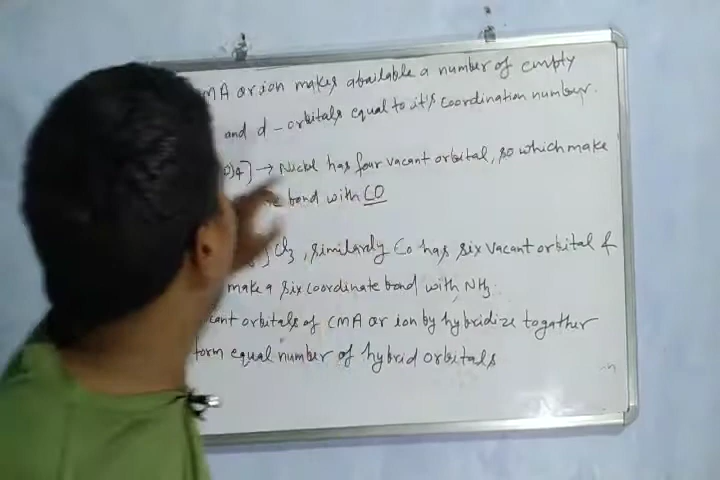 MA or ion makes abailable a number of empty
and d-orbitals equal to it's coordination number.
)4] → Nickel has four vacant orbital, so which make
bond with CO
] Cl3, similarly Co has six vacant orbital &
make a six coordinate bond with NH3.
cant orbitals of CMA or ion by hybridize together
form equal number of hybrid orbitals